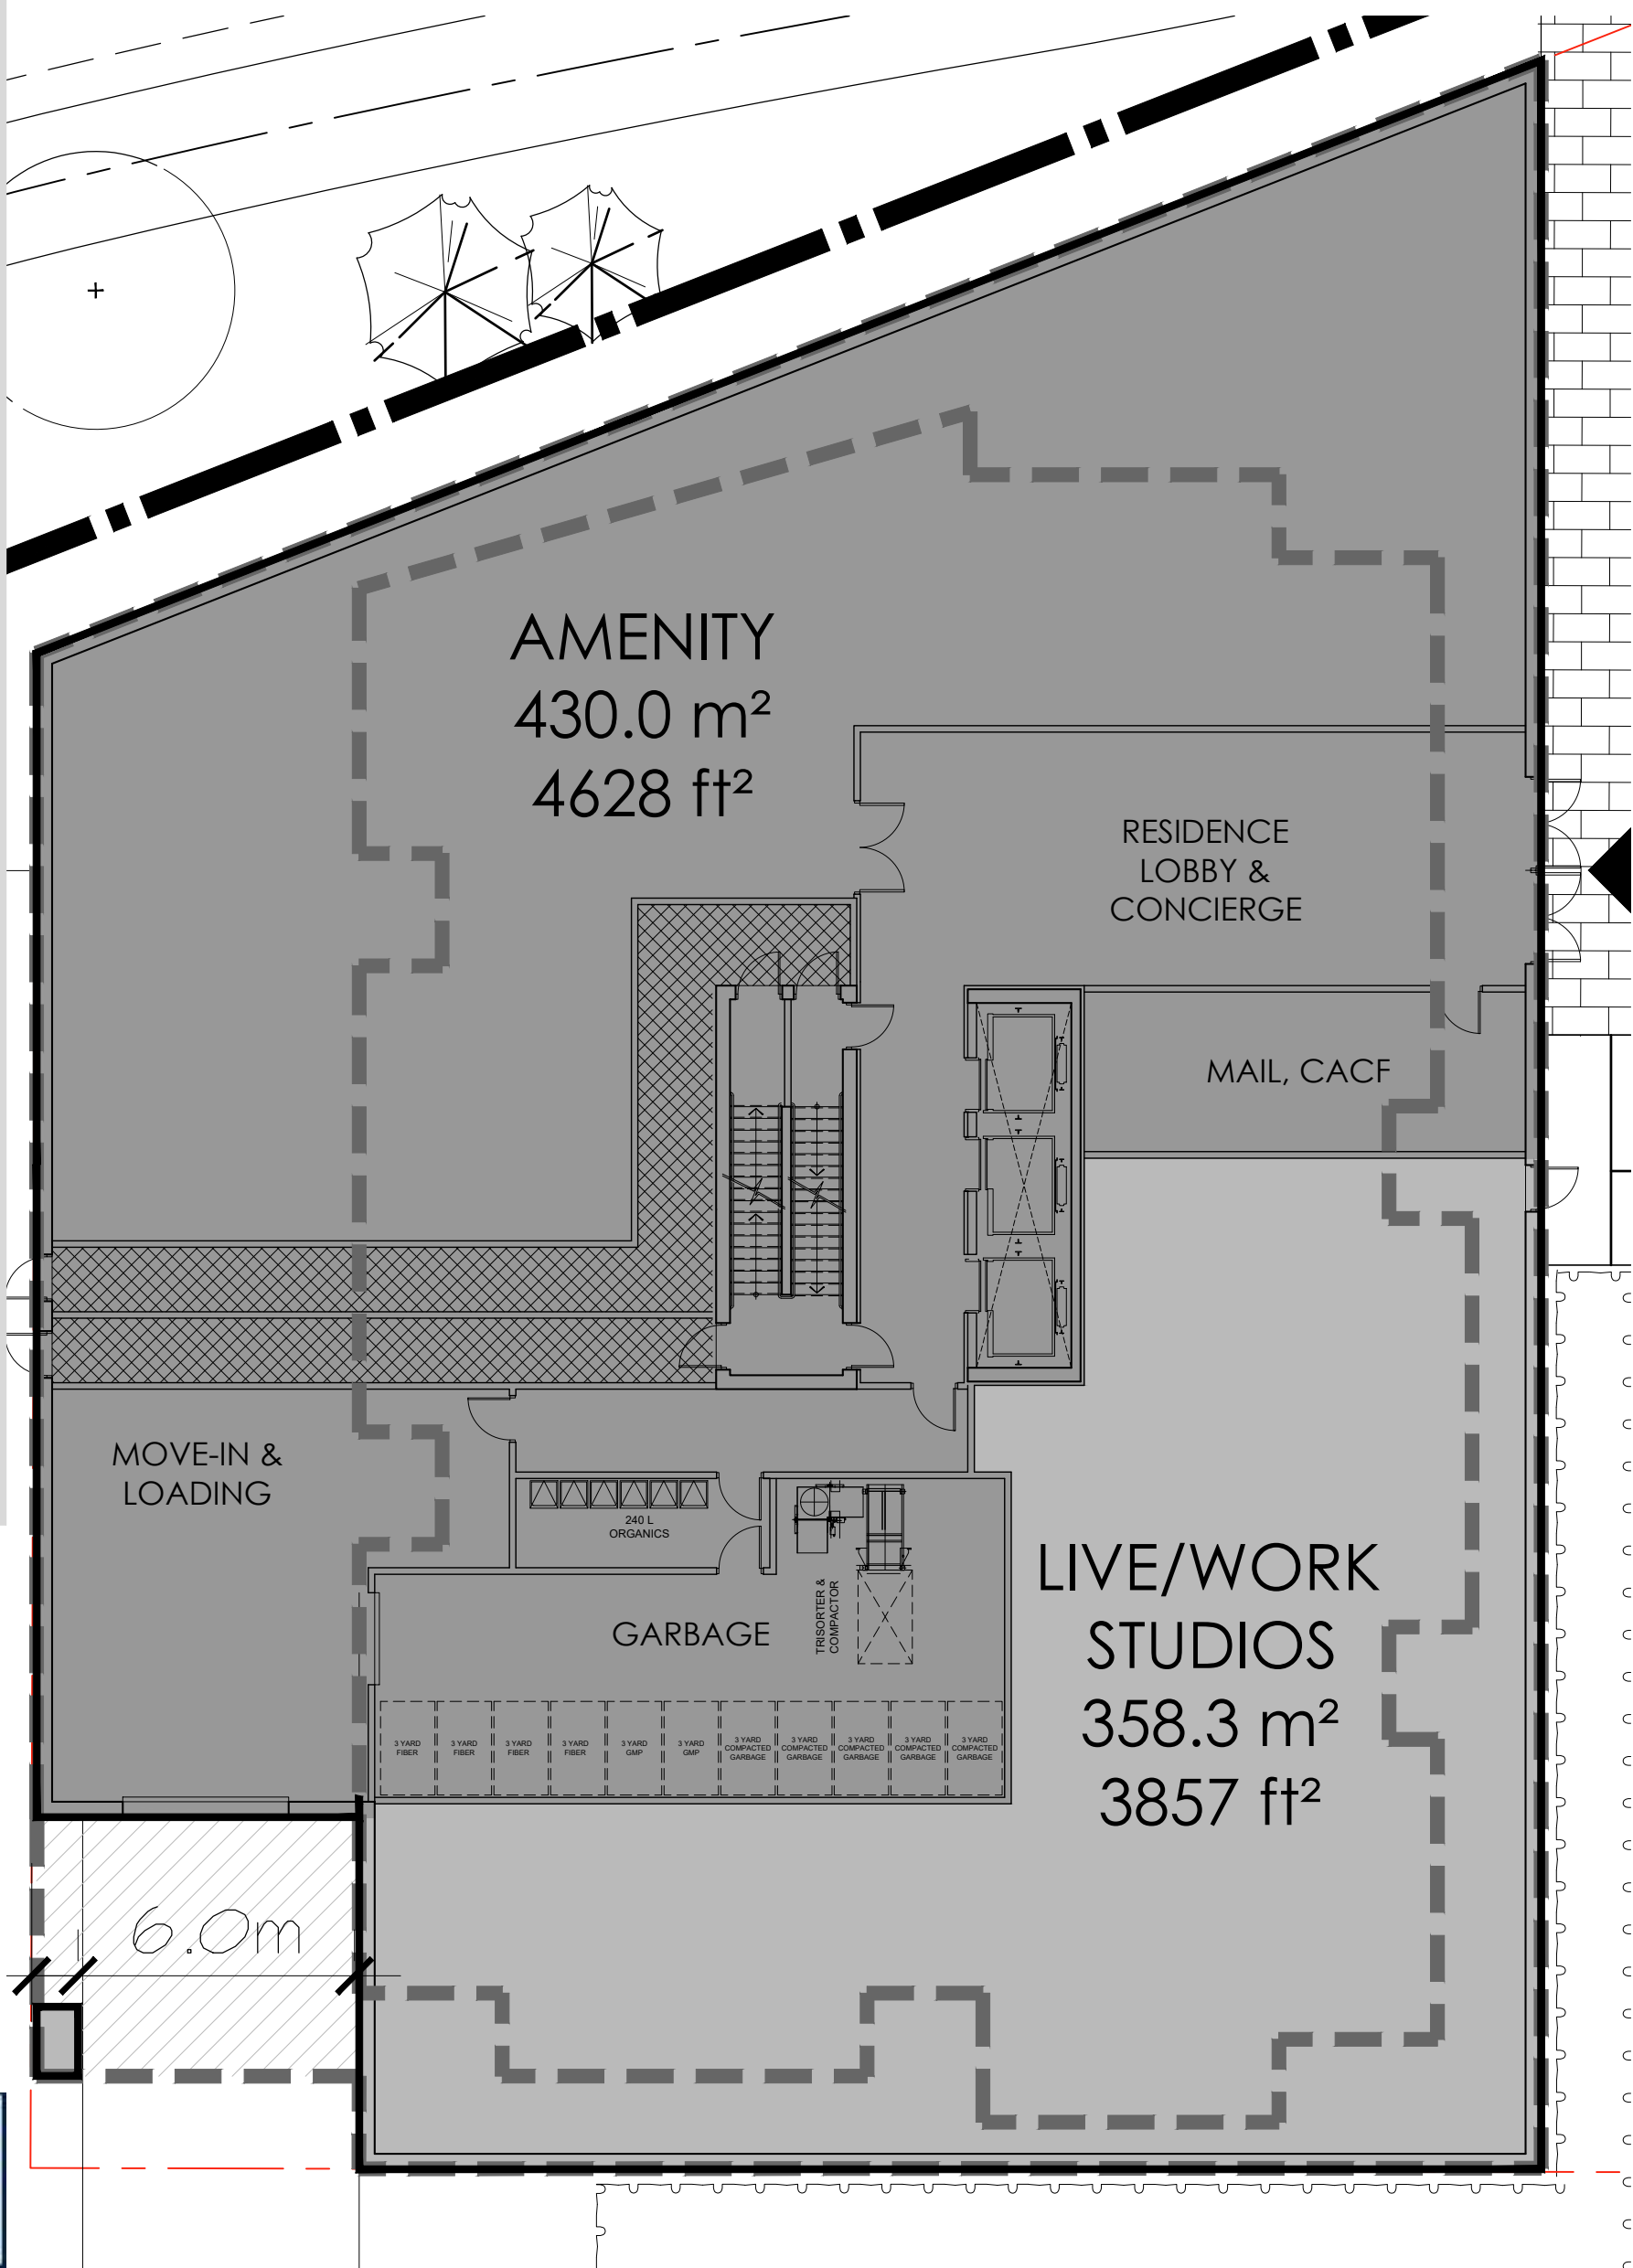 AMENITY
430.0 m²
4628 ft²
RESIDENCE
LOBBY &
CONCIERGE
MAIL, CACF
MOVE-IN &
LOADING
240 L
ORGANICS
TRISORTER &
COMPACTOR
GARBAGE
LIVE/WORK
STUDIOS
358.3 m²
3857 ft²
3 YARD
FIBER
3 YARD
FIBER
3 YARD
FIBER
3 YARD
FIBER
3 YARD
GMP
3 YARD
GMP
3 YARD
COMPACTED
GARBAGE
3 YARD
COMPACTED
GARBAGE
3 YARD
COMPACTED
GARBAGE
3 YARD
COMPACTED
GARBAGE
3 YARD
COMPACTED
GARBAGE
6.0m